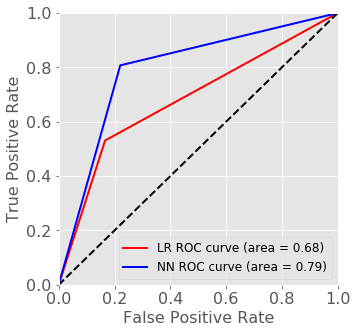 1.0
0.8
0.6
0.4
0.2
0.0
True Positive Rate
LR ROC curve (area = 0.68)
NN ROC curve (area = 0.79)
0.0 0.2 0.4 0.6 0.8 1.0
False Positive Rate